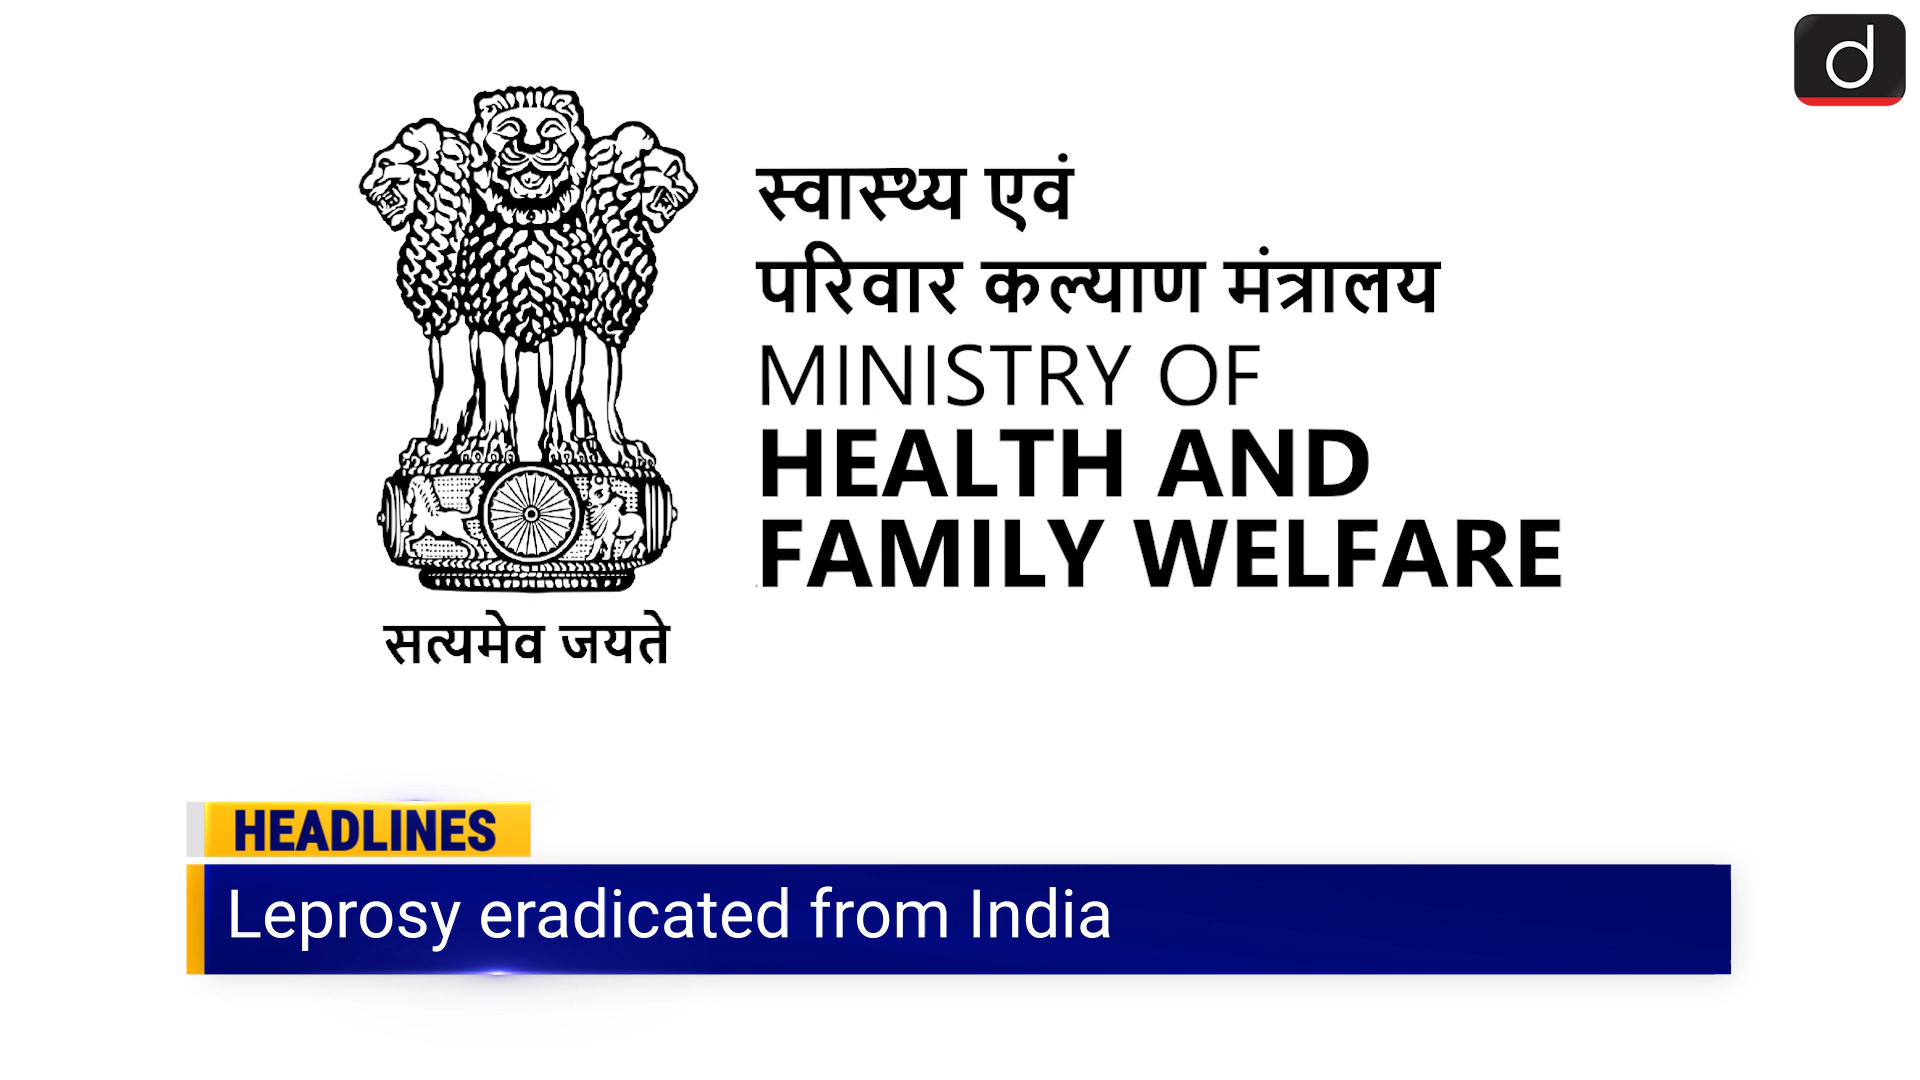 d
स्वास्थ्य एवं
परिवार कल्याण मंत्रालय
MINISTRY OF
HEALTH AND
FAMILY WELFARE
सत्यमेव जयते
HEADLINES
Leprosy eradicated from India